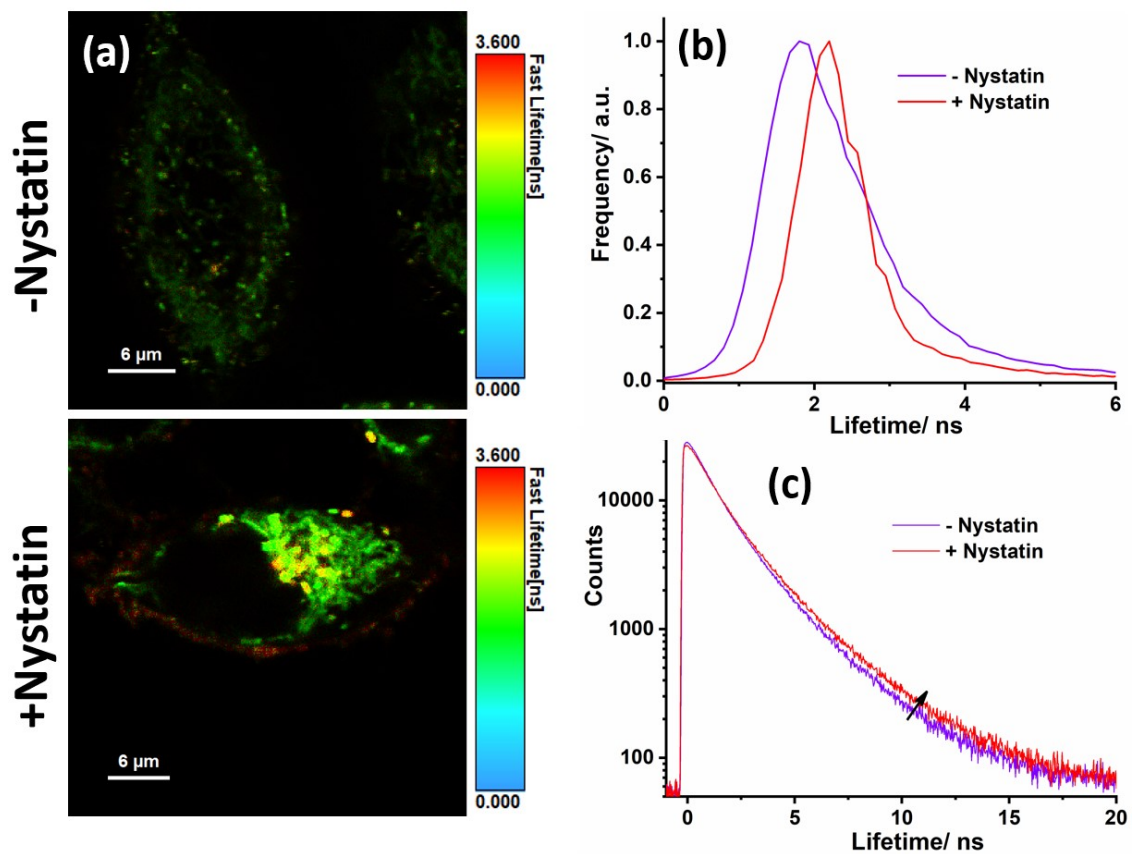 -Nystatin
(a)
6 µm
3.600
Fast Lifetime[ns]
0.000
+Nystatin
6 µm
3.600
Fast Lifetime[ns]
0.000
(b)
- Nystatin
+ Nystatin
Frequency/ a.u.
1.0
0.8
0.6
0.4
0.2
0.0
0 2 4 6
Lifetime/ ns
(c)
- Nystatin
+ Nystatin
Counts
10000
1000
100
0 5 10 15 20
Lifetime/ ns